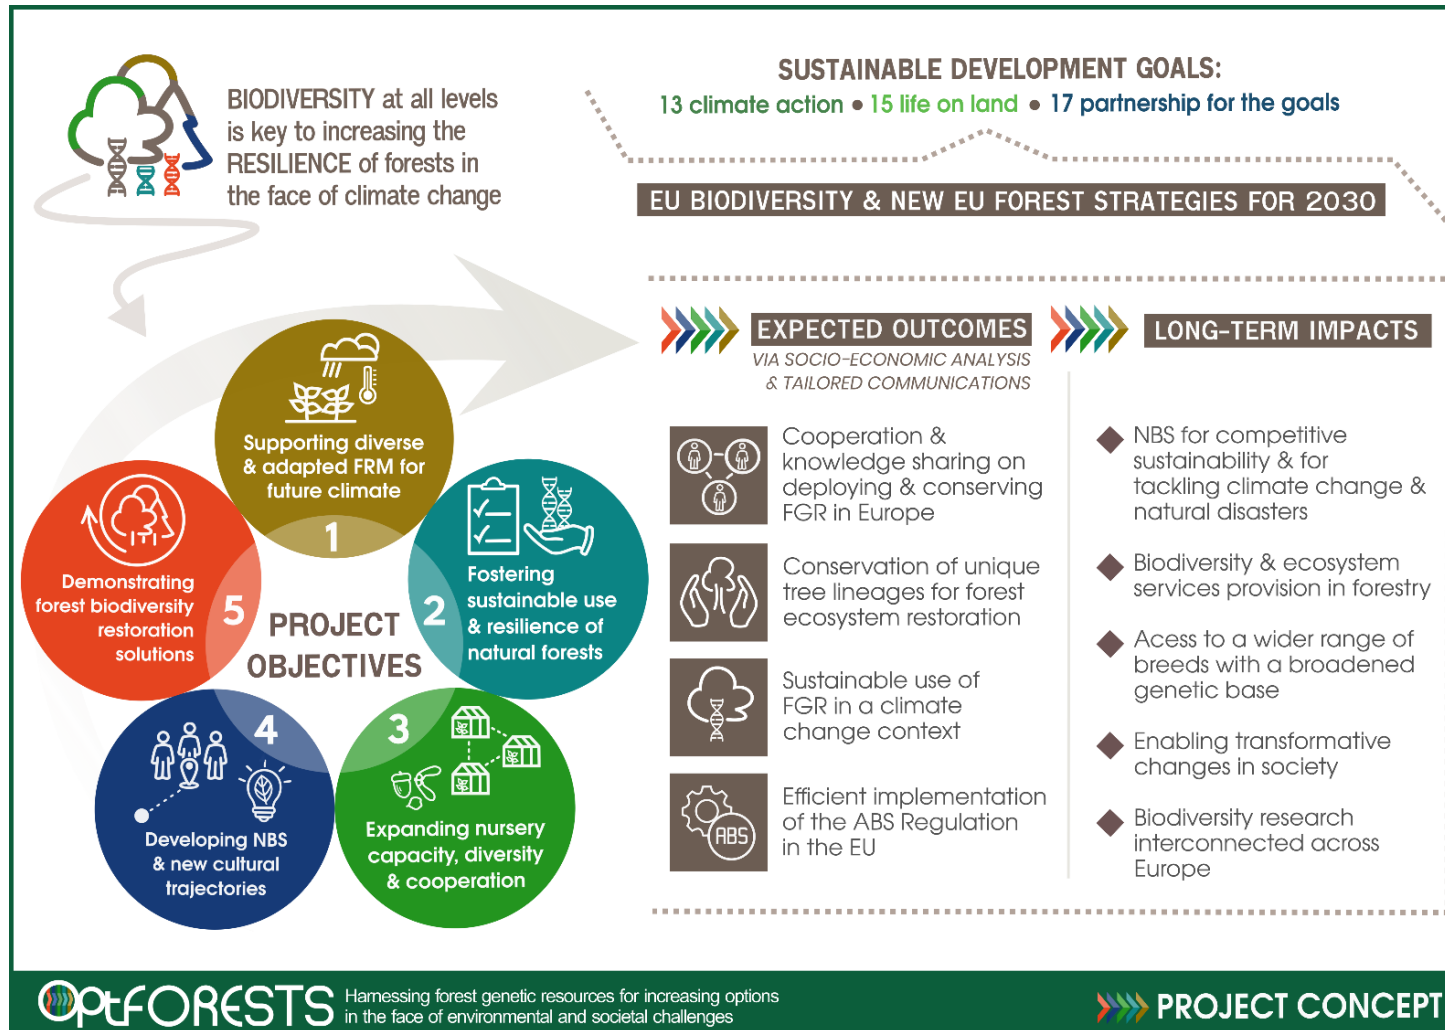 BIODIVERSITY at all levels
is key to increasing the
RESILIENCE of forests in
the face of climate change
SUSTAINABLE DEVELOPMENT GOALS:
13 climate action ● 15 life on land ● 17 partnership for the goals
EU BIODIVERSITY & NEW EU FOREST STRATEGIES FOR 2030
Supporting diverse
& adapted FRM for
future climate
1
Fostering
sustainable use
& resilience of
natural forests
2
Expanding nursery
capacity, diversity
& cooperation
3
Developing NBS
& new cultural
trajectories
4
Demonstrating
forest biodiversity
restoration
solutions
5
PROJECT
OBJECTIVES
EXPECTED OUTCOMES
VIA SOCIO-ECONOMIC ANALYSIS
& TAILORED COMMUNICATIONS
Cooperation &
knowledge sharing on
deploying & conserving
FGR in Europe
Conservation of unique
tree lineages for forest
ecosystem restoration
Sustainable use of
FGR in a climate
change context
ABS
Efficient implementation
of the ABS Regulation
in the EU
LONG-TERM IMPACTS
NBS for competitive
sustainability & for
tackling climate change &
natural disasters
Biodiversity & ecosystem
services provision in forestry
Acess to a wider range of
breeds with a broadened
genetic base
Enabling transformative
changes in society
Biodiversity research
interconnected across
Europe
OptFORESTS
Harnessing forest genetic resources for increasing options
in the face of environmental and societal challenges
PROJECT CONCEPT